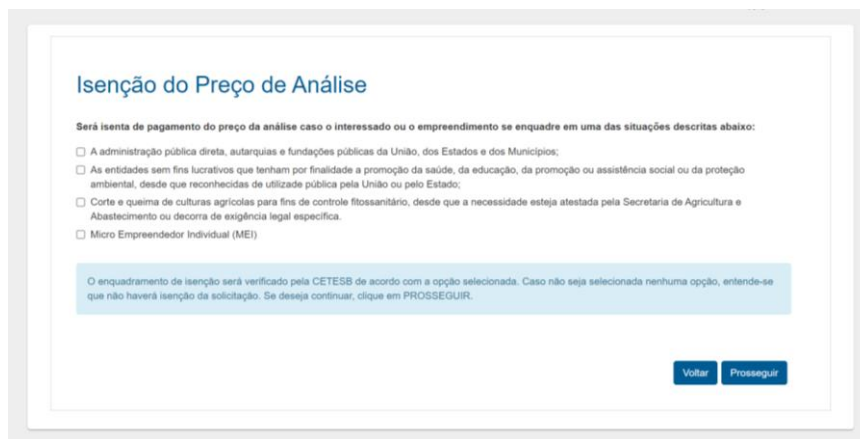 Isenção do Preço de Análise
Será isenta de pagamento do preço da análise caso o interessado ou o empreendimento se enquadre em uma das situações descritas abaixo:
A administração pública direta, autarquias e fundações públicas da União, dos Estados e dos Municípios;
As entidades sem fins lucrativos que tenham por finalidade a promoção da saúde, da educação, da promoção ou assistência social ou da proteção
ambiental, desde que reconhecidas de utilizade pública pela União ou pelo Estado;
Corte e queima de culturas agrícolas para fins de controle fitossanitário, desde que a necessidade esteja atestada pela Secretaria de Agricultura e
Abastecimento ou decorra de exigência legal específica.
Micro Empreendedor Individual (MEI)
O enquadramento de isenção será verificado pela CETESB de acordo com a opção selecionada. Caso não seja selecionada nenhuma opção, entende-se
que não haverá isenção da solicitação. Se deseja continuar, clique em PROSSEGUIR.
Voltar Prosseguir